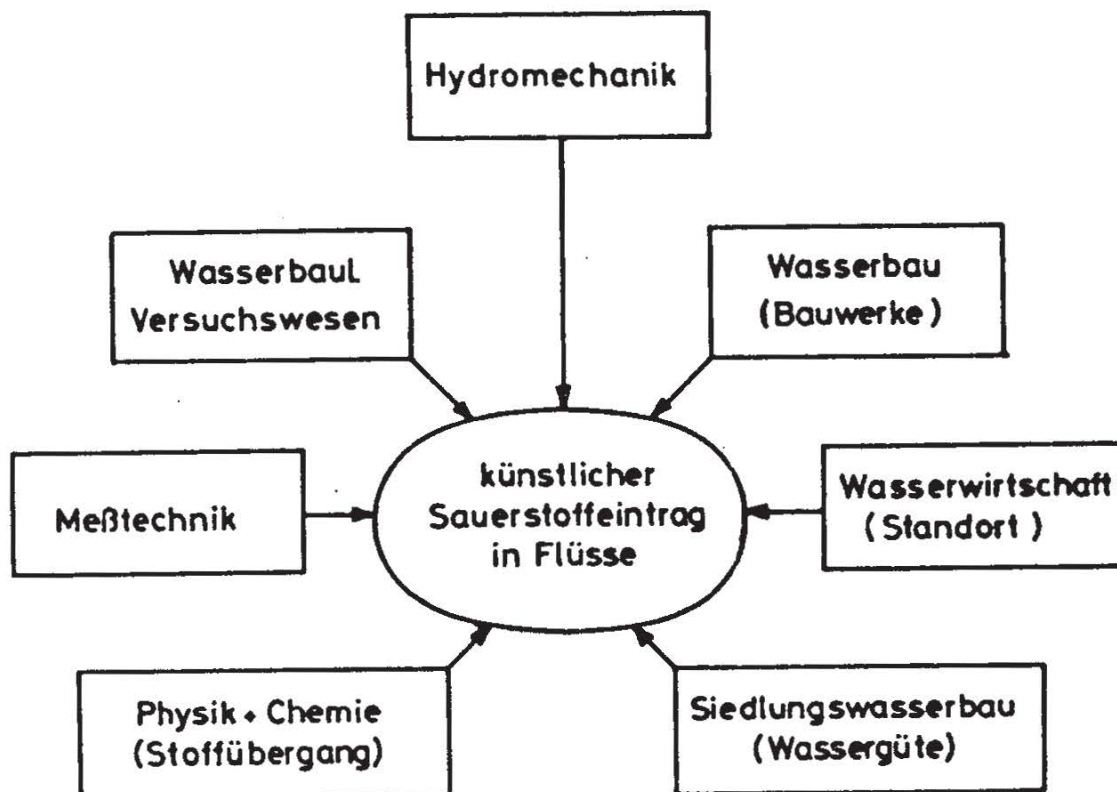 Hydromechanik
Wasserbaul.
Versuchswesen
Wasserbau
(Bauwerke)
Meßtechnik
künstlicher
Sauerstoffeintrag
in Flüsse
Wasserwirtschaft
(Standort)
Physik + Chemie
(Stoffübergang)
Siedlungswasserbau
(Wassergüte)